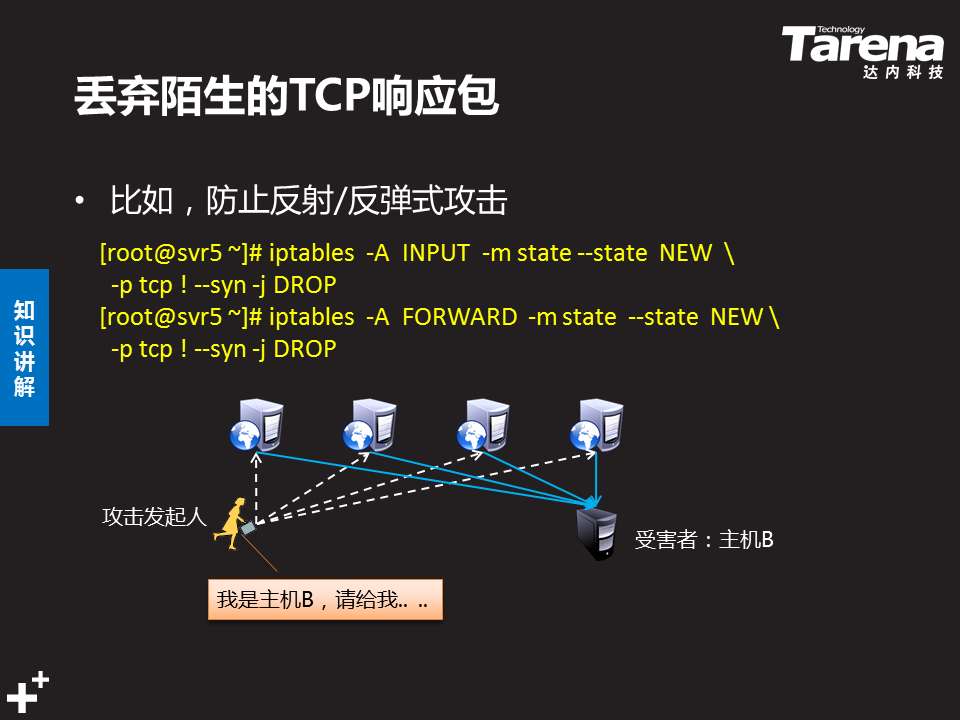 Technology
Tarena
达内科技
丢弃陌生的TCP响应包
• 比如，防止反射/反弹式攻击
[root@svr5 ~]# iptables -A INPUT -m state --state NEW \
-p tcp ! --syn -j DROP
[root@svr5 ~]# iptables -A FORWARD -m state --state NEW \
-p tcp ! --syn -j DROP
知
识
讲
解
攻击发起人
受害者：主机B
我是主机B，请给我.. ..